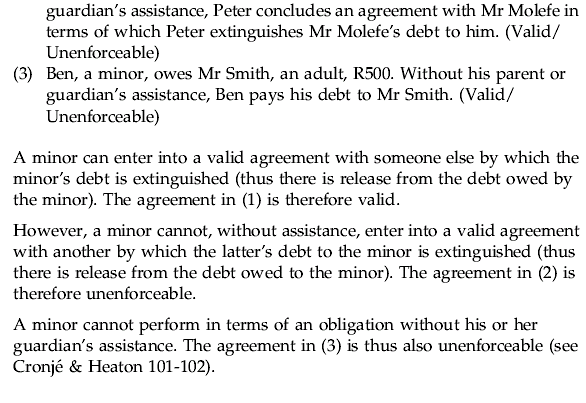 guardian's assistance, Peter concludes an agreement with Mr Molefe in
terms of which Peter extinguishes Mr Molefe's debt to him. (Valid/
Unenforceable)
(3) Ben, a minor, owes Mr Smith, an adult, R500. Without his parent or
guardian's assistance, Ben pays his debt to Mr Smith. (Valid/
Unenforceable)
A minor can enter into a valid agreement with someone else by which the
minor's debt is extinguished (thus there is release from the debt owed by
the minor). The agreement in (1) is therefore valid.
However, a minor cannot, without assistance, enter into a valid agreement
with another by which the latter's debt to the minor is extinguished (thus
there is release from the debt owed to the minor). The agreement in (2) is
therefore unenforceable.
A minor cannot perform in terms of an obligation without his or her
guardian's assistance. The agreement in (3) is thus also unenforceable (see
Cronjé & Heaton 101-102).